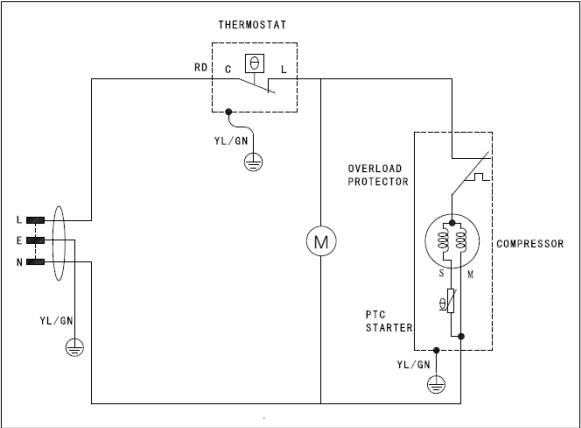 THERMOSTAT
RD C θ L
YL/GN
OVERLOAD
PROTECTOR
L
E
N
M
COMPRESSOR
S M
θ
PTC
STARTER
YL/GN
YL/GN